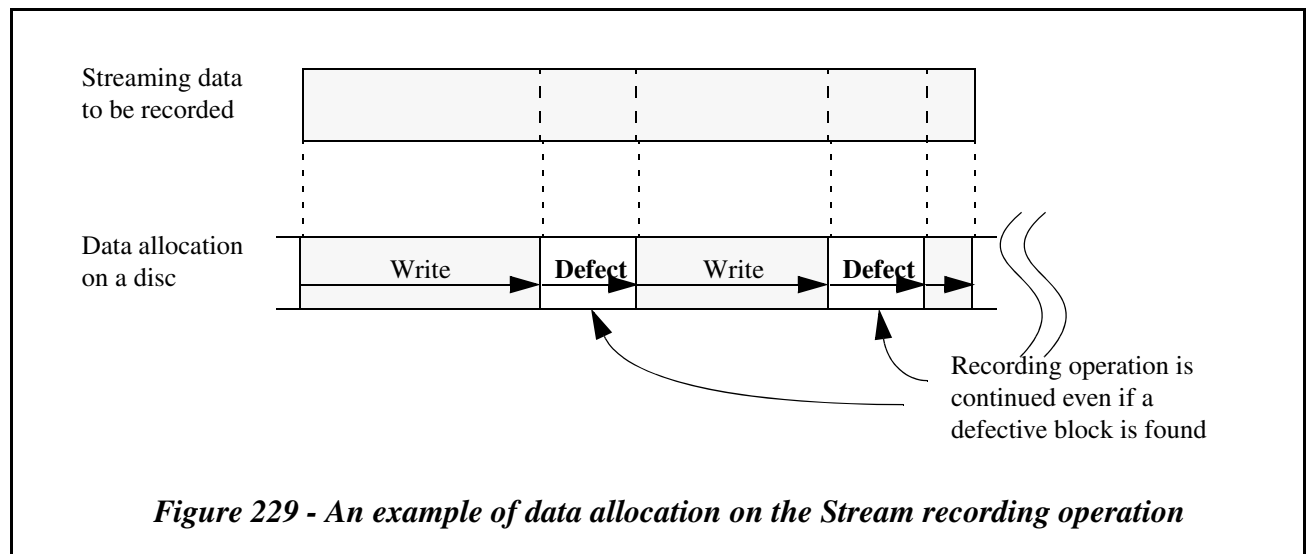 Streaming data
to be recorded
Data allocation
on a disc
Write
Defect
Write
Defect
Recording operation is
continued even if a
defective block is found
Figure 229 - An example of data allocation on the Stream recording operation